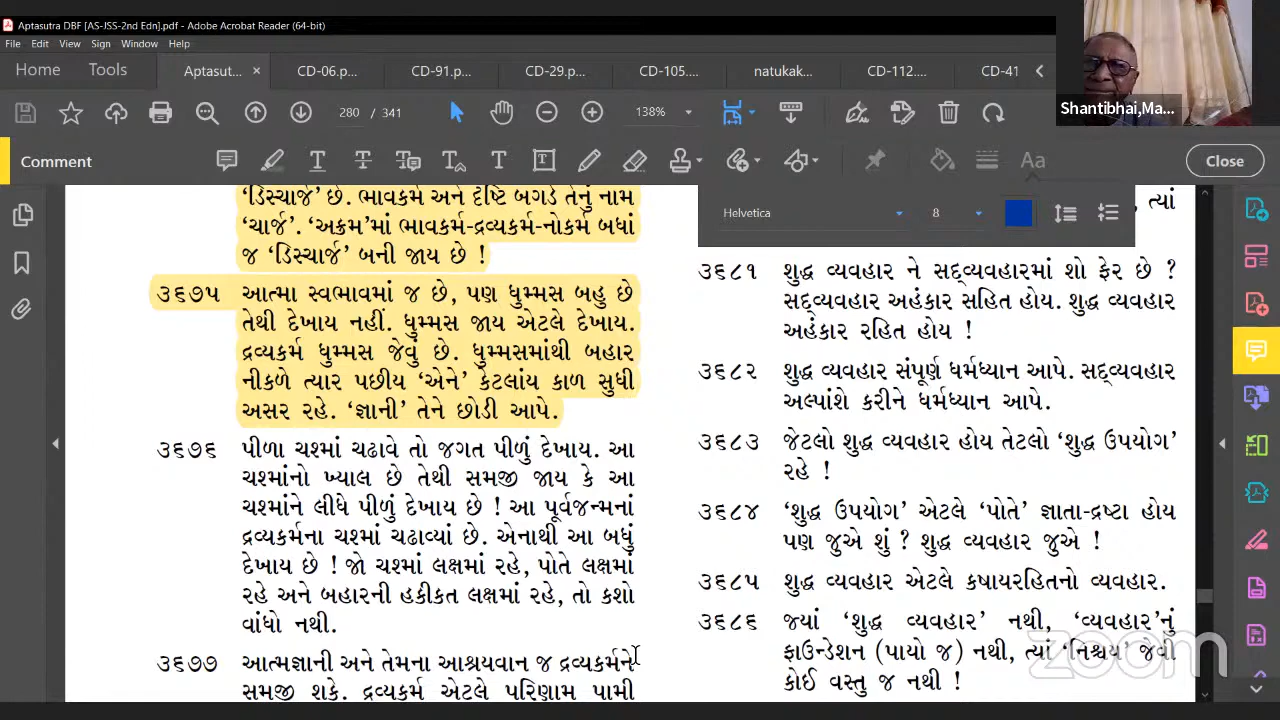 Aptasutra DBF [AS-JSS-2nd Edn].pdf - Adobe Acrobat Reader (64-bit)
File Edit View Sign Window Help
Home Tools Aptasutr... × CD-06.p... CD-91.p... CD-29.p... CD-105.... natukak... CD-112.... CD-41
280 / 341 138%
Shantibhai,Ma...
Comment Close
Helvetica 8
'ડિસ્ચાર્જ' છે. ભાવકર્મ અને દૃષ્ટિ બગડે તેનું નામ
'ચાર્જ'. 'અક્રમ'માં ભાવકર્મ-દ્રવ્યકર્મ-નોકર્મ બધાં
જ 'ડિસ્ચાર્જ' બની જાય છે !
૩૬૭૫ આત્મા સ્વભાવમાં જ છે, પણ ધુમ્મસ બહુ છે
તેથી દેખાય નહીં. ધુમ્મસ જાય એટલે દેખાય.
દ્રવ્યકર્મ ધુમ્મસ જેવું છે. ધુમ્મસમાંથી બહાર
નીકળે ત્યાર પછીય 'એને' કેટલાંય કાળ સુધી
અસર રહે. 'જ્ઞાની' તેને છોડી આપે.
૩૬૭૬ પીળા ચશ્માં ચઢાવે તો જગત પીળું દેખાય. આ
ચશ્માંનો ખ્યાલ છે તેથી સમજી જાય કે આ
ચશ્માંને લીધે પીળું દેખાય છે ! આ પૂર્વજન્મનાં
દ્રવ્યકર્મના ચશ્માં ચઢાવ્યાં છે. એનાથી આ બધું
દેખાય છે ! જો ચશ્માં લક્ષમાં રહે, પોતે લક્ષમાં
રહે અને બહારની હકીકત લક્ષમાં રહે, તો કશો
વાંધો નથી.
૩૬૭૭ આત્મજ્ઞાની અને તેમના આશ્રયવાન જ દ્રવ્યકર્મને
સમજી શકે. દ્રવ્યકર્મ એટલે પરિણામ પામી
, ત્યાં
૩૬૮૧ શુદ્ધ વ્યવહાર ને સદ્‌વ્યવહારમાં શો ફેર છે ?
સદ્‌વ્યવહાર અહંકાર સહિત હોય. શુદ્ધ વ્યવહાર
અહંકાર રહિત હોય !
૩૬૮૨ શુદ્ધ વ્યવહાર સંપૂર્ણ ધર્મધ્યાન આપે. સદ્‌વ્યવહાર
અલ્પાંશે કરીને ધર્મધ્યાન આપે.
૩૬૮૩ જેટલો શુદ્ધ વ્યવહાર હોય તેટલો 'શુદ્ધ ઉપયોગ'
રહે !
૩૬૮૪ 'શુદ્ધ ઉપયોગ' એટલે 'પોતે' જ્ઞાતા-દ્રષ્ટા હોય
પણ જુએ શું ? શુદ્ધ વ્યવહાર જુએ !
૩૬૮૫ શુદ્ધ વ્યવહાર એટલે કષાયરહિતનો વ્યવહાર.
૩૬૮૬ જ્યાં 'શુદ્ધ વ્યવહાર' નથી, 'વ્યવહાર'નું
ફાઉન્ડેશન (પાયો જ) નથી, ત્યાં 'નિશ્ચય' જેવી
કોઈ વસ્તુ જ નથી !
zoom